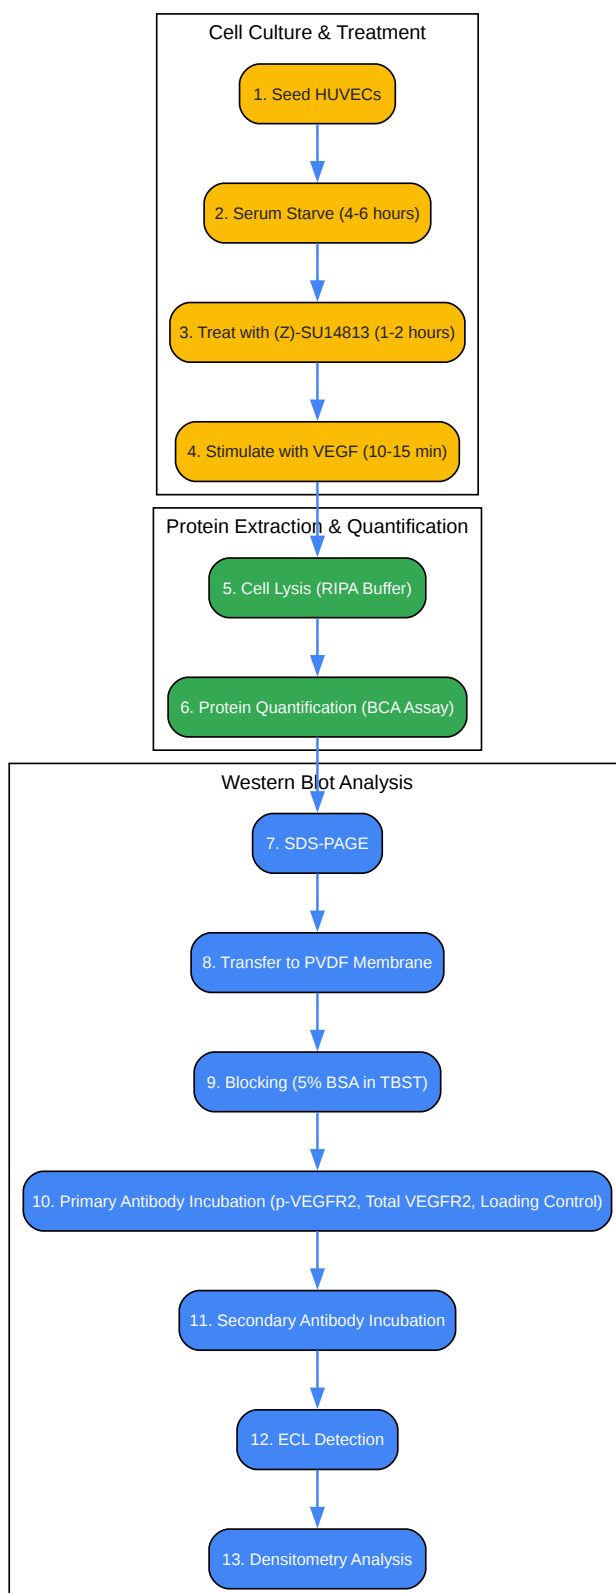 Cell Culture & Treatment
1. Seed HUVECs
2. Serum Starve (4-6 hours)
3. Treat with (Z)-SU14813 (1-2 hours)
4. Stimulate with VEGF (10-15 min)
Protein Extraction & Quantification
5. Cell Lysis (RIPA Buffer)
6. Protein Quantification (BCA Assay)
Western Blot Analysis
7. SDS-PAGE
8. Transfer to PVDF Membrane
9. Blocking (5% BSA in TBST)
10. Primary Antibody Incubation (p-VEGFR2, Total VEGFR2, Loading Control)
11. Secondary Antibody Incubation
12. ECL Detection
13. Densitometry Analysis